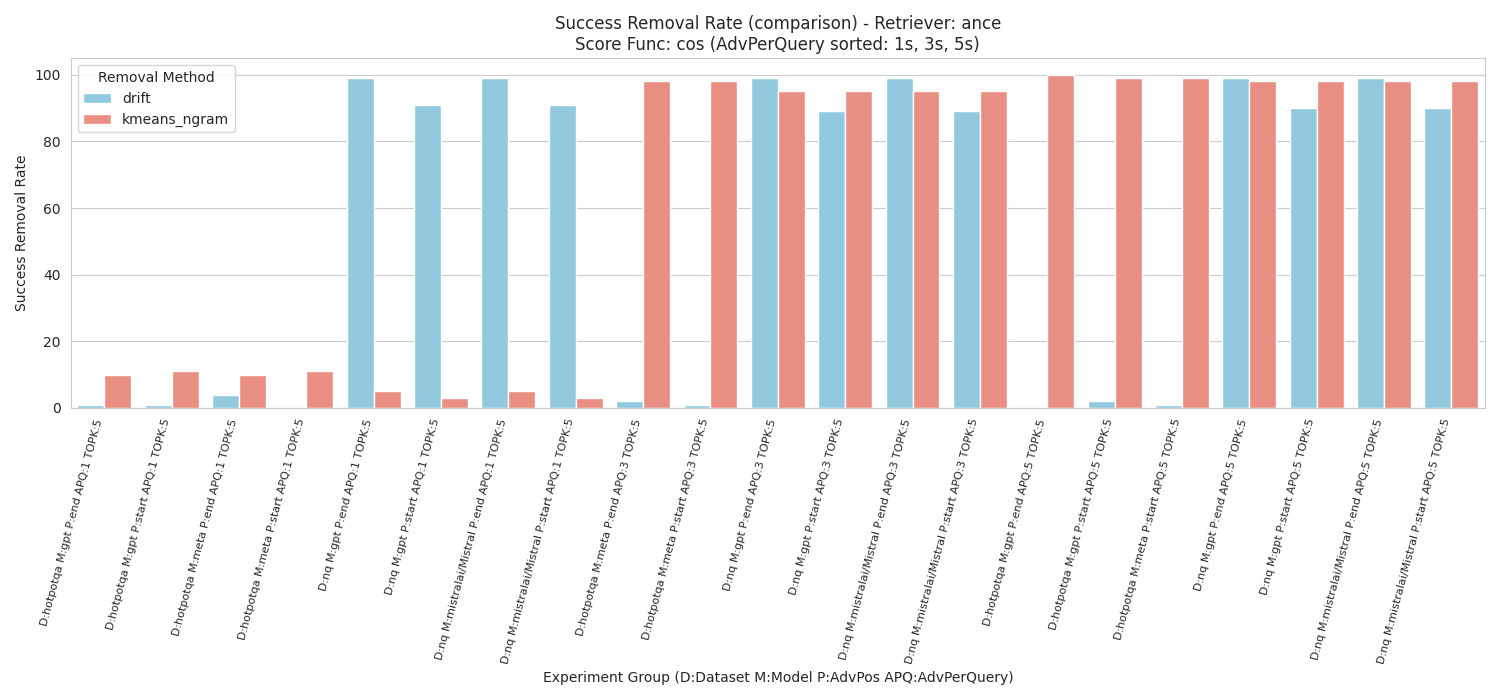 Success Removal Rate (comparison) - Retriever: ance
Score Func: cos (AdvPerQuery sorted: 1s, 3s, 5s)
Removal Method
drift
kmeans_ngram
Success Removal Rate
100
80
60
40
20
0
D:hotpotqa M:gpt P:end APQ:1 TOPK:5
D:hotpotqa M:gpt P:start APQ:1 TOPK:5
D:hotpotqa M:meta P:end APQ:1 TOPK:5
D:hotpotqa M:meta P:start APQ:1 TOPK:5
D:nq M:gpt P:end APQ:1 TOPK:5
D:nq M:gpt P:start APQ:1 TOPK:5
D:nq M:mistralai/Mistral P:end APQ:1 TOPK:5
D:nq M:mistralai/Mistral P:start APQ:1 TOPK:5
D:hotpotqa M:meta P:end APQ:3 TOPK:5
D:hotpotqa M:meta P:start APQ:3 TOPK:5
D:nq M:gpt P:end APQ:3 TOPK:5
D:nq M:gpt P:start APQ:3 TOPK:5
D:nq M:mistralai/Mistral P:end APQ:3 TOPK:5
D:nq M:mistralai/Mistral P:start APQ:3 TOPK:5
D:hotpotqa M:gpt P:end APQ:5 TOPK:5
D:hotpotqa M:gpt P:start APQ:5 TOPK:5
D:hotpotqa M:meta P:start APQ:5 TOPK:5
D:nq M:gpt P:end APQ:5 TOPK:5
D:nq M:gpt P:start APQ:5 TOPK:5
D:nq M:mistralai/Mistral P:end APQ:5 TOPK:5
D:nq M:mistralai/Mistral P:start APQ:5 TOPK:5
Experiment Group (D:Dataset M:Model P:AdvPos APQ:AdvPerQuery)